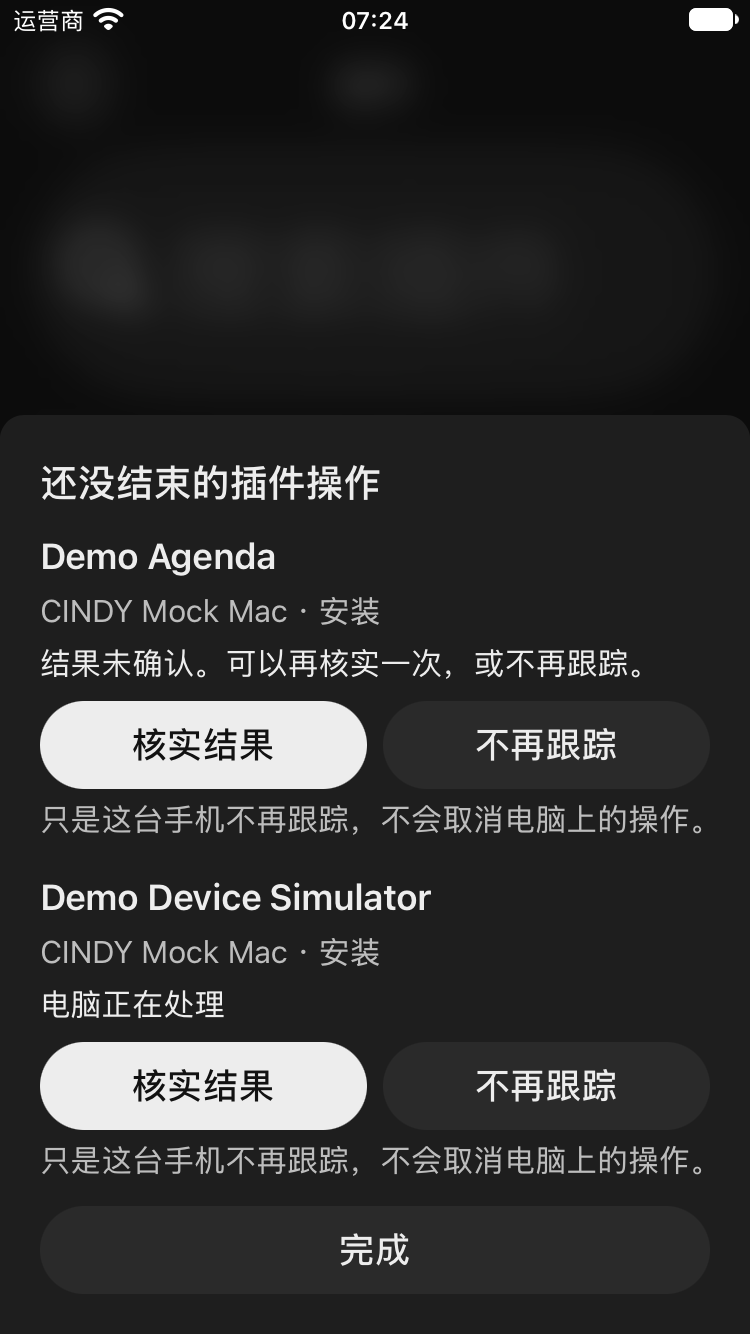 运营商
07:24
还没结束的插件操作
Demo Agenda
CINDY Mock Mac · 安装
结果未确认。可以再核实一次，或不再跟踪。
核实结果
不再跟踪
只是这台手机不再跟踪，不会取消电脑上的操作。
Demo Device Simulator
CINDY Mock Mac · 安装
电脑正在处理
核实结果
不再跟踪
只是这台手机不再跟踪，不会取消电脑上的操作。
完成